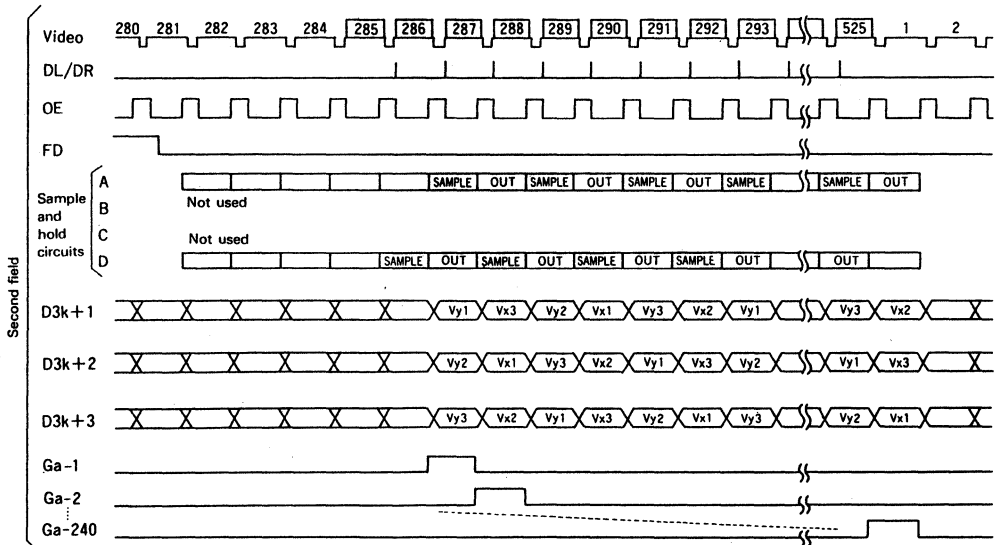 Second field
Video 280 281 282 283 284 285 286 287 288 289 290 291 292 293 525 1 2
DL/DR
OE
FD
Sample and hold circuits
A SAMPLE OUT SAMPLE OUT SAMPLE OUT SAMPLE SAMPLE OUT
B Not used
C Not used
D SAMPLE OUT SAMPLE OUT SAMPLE OUT SAMPLE OUT OUT
D3k+1 Vy1 Vx3 Vy2 Vx1 Vy3 Vx2 Vy1 Vy3 Vx2
D3k+2 Vy2 Vx1 Vy3 Vx2 Vy1 Vx3 Vy2 Vy1 Vx3
D3k+3 Vy3 Vx2 Vy1 Vx3 Vy2 Vx1 Vy3 Vy2 Vx1
Ga-1
Ga-2
Ga-240